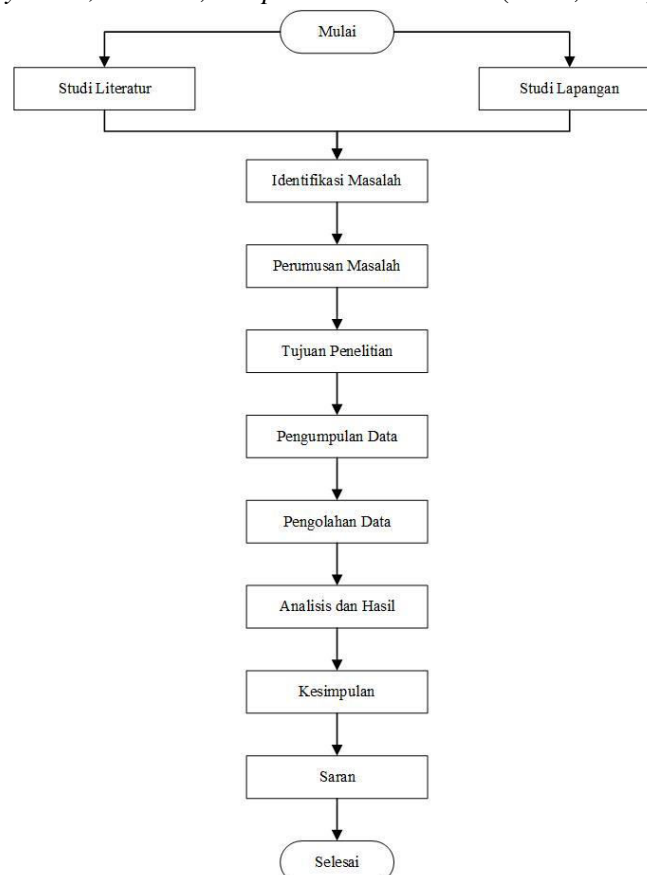 Mulai
Studi Literatur
Studi Lapangan
Identifikasi Masalah
Perumusan Masalah
Tujuan Penelitian
Pengumpulan Data
Pengolahan Data
Analisis dan Hasil
Kesimpulan
Saran
Selesai